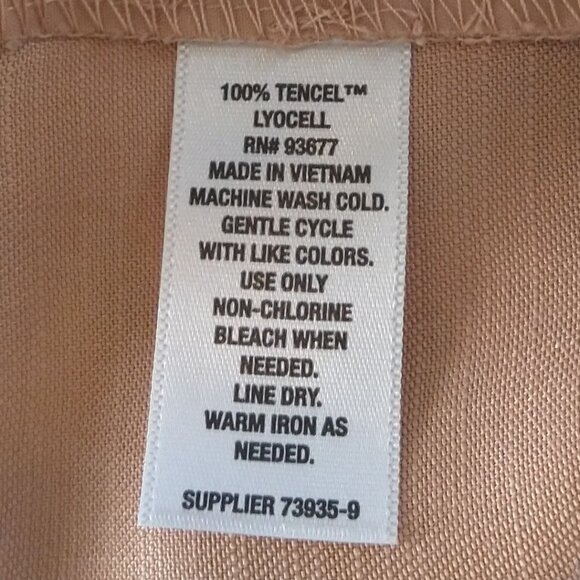 100% TENCEL™
LYOCELL
RN# 93677
MADE IN VIETNAM
MACHINE WASH COLD.
GENTLE CYCLE
WITH LIKE COLORS.
USE ONLY
NON-CHLORINE
BLEACH WHEN
NEEDED.
LINE DRY.
WARM IRON AS
NEEDED.
SUPPLIER 73935-9